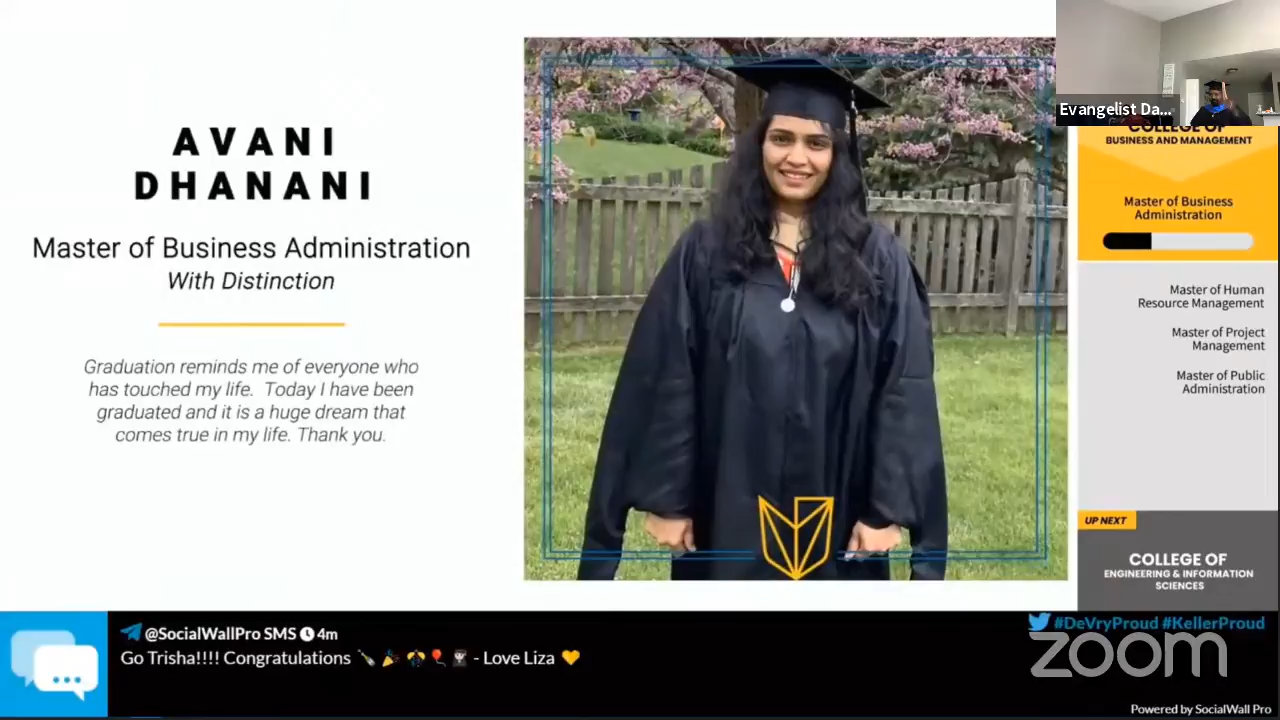 AVANI
DHANANI
Master of Business Administration
With Distinction
Graduation reminds me of everyone who
has touched my life. Today I have been
graduated and it is a huge dream that
comes true in my life. Thank you.
Evangelist Da...
COLLEGE OF
BUSINESS AND MANAGEMENT
Master of Business
Administration
Master of Human
Resource Management
Master of Project
Management
Master of Public
Administration
UP NEXT
COLLEGE OF
ENGINEERING & INFORMATION
SCIENCES
@SocialWallPro SMS 4m
Go Trisha!!!! Congratulations 🍾 🎉 🎊 🎈 👩🏻‍🎓 - Love Liza 💛
#DeVryProud #KellerProud
zoom
Powered by SocialWall Pro